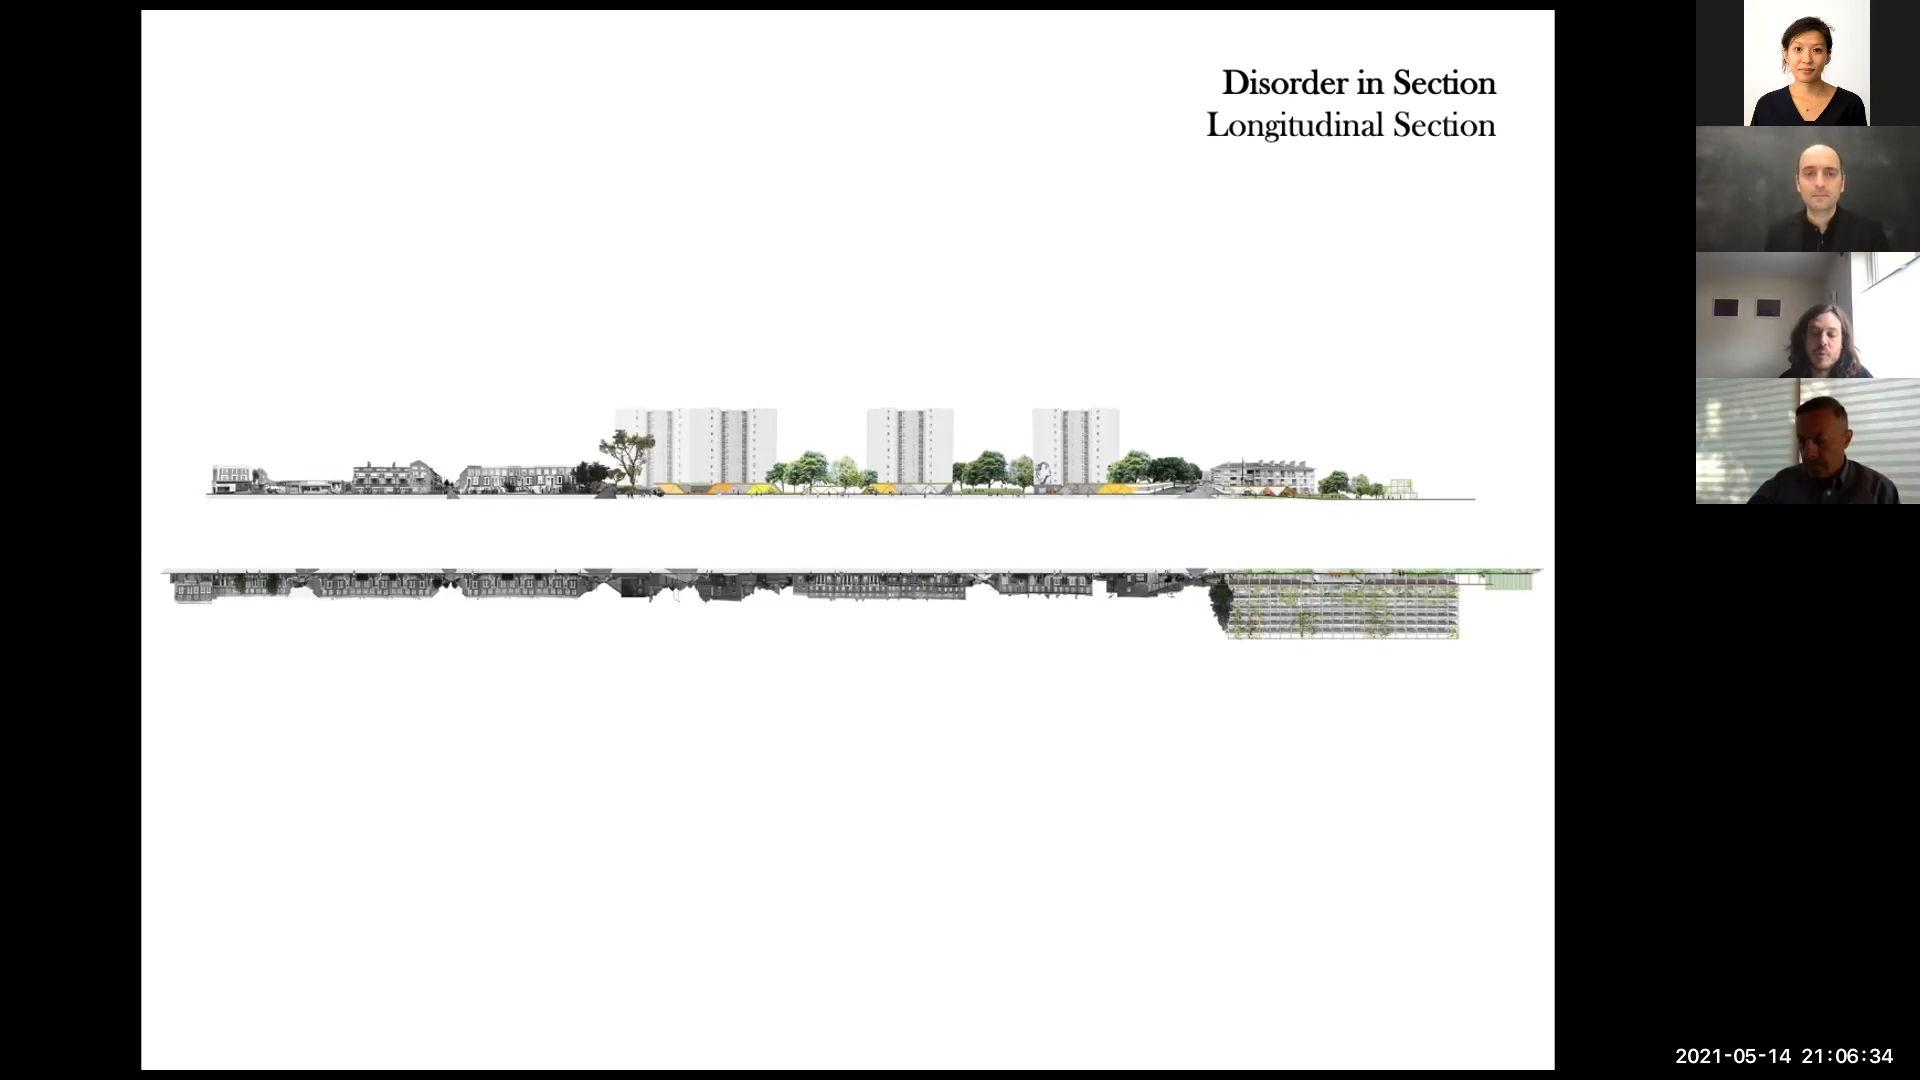 Disorder in Section
Longitudinal Section
2021-05-14 21:06:34